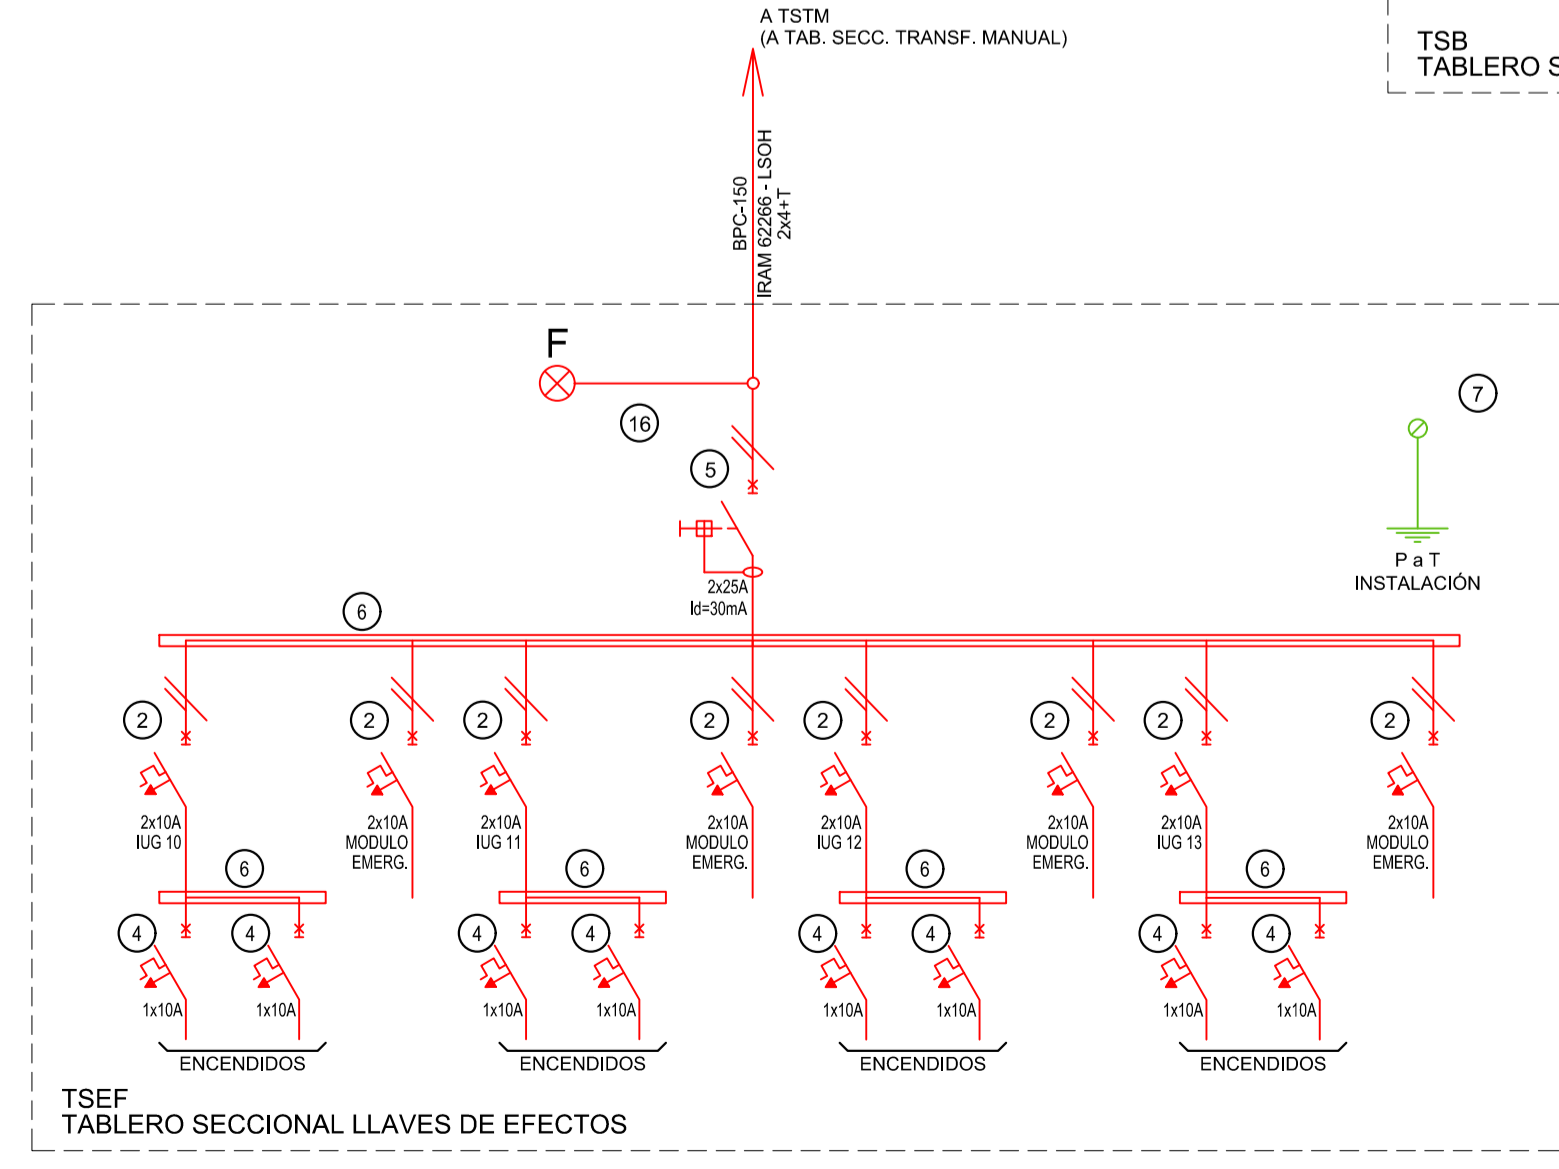 A TSTM
(A TAB. SECC. TRANSF. MANUAL)
TSB
TABLERO S
BPC-150
IRAM 62266 - LSOH
2x4+T
F
16
5
7
P a T
INSTALACIÓN
2x25A
Id=30mA
6
2
2
2
2
2
2
2
2
2x10A
IUG 10
2x10A
MODULO
EMERG.
2x10A
IUG 11
2x10A
MODULO
EMERG.
2x10A
IUG 12
2x10A
MODULO
EMERG.
2x10A
IUG 13
2x10A
MODULO
EMERG.
6
6
6
6
4
4
4
4
4
4
4
4
1x10A
1x10A
1x10A
1x10A
1x10A
1x10A
1x10A
1x10A
ENCENDIDOS
ENCENDIDOS
ENCENDIDOS
ENCENDIDOS
TSEF
TABLERO SECCIONAL LLAVES DE EFECTOS